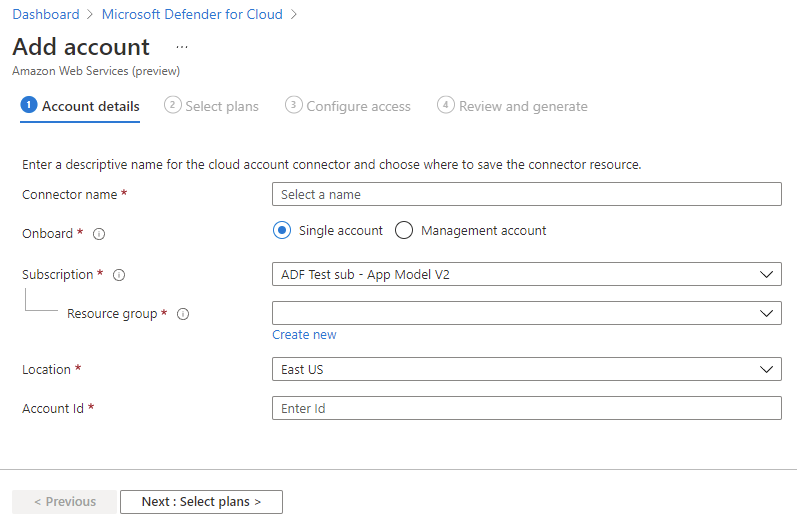 Dashboard > Microsoft Defender for Cloud >
Add account ...
Amazon Web Services (preview)
1 Account details 2 Select plans 3 Configure access 4 Review and generate
Enter a descriptive name for the cloud account connector and choose where to save the connector resource.
Connector name * Select a name
Onboard * Single account Management account
Subscription * ADF Test sub - App Model V2
Resource group *
Create new
Location * East US
Account Id * Enter Id
< Previous Next : Select plans >